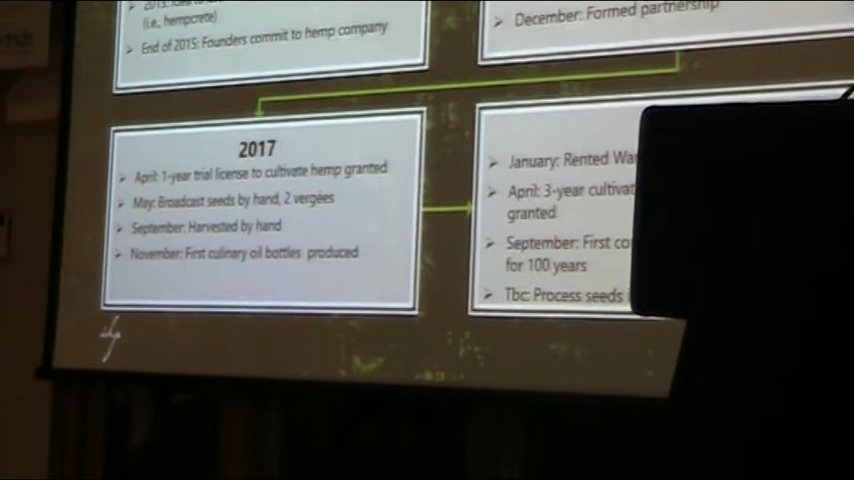 (i.e., hempcrete)
➢ End of 2015: Founders commit to hemp company
➢ December: Formed partnership
2017
➢ April: 1-year trial license to cultivate hemp granted
➢ May: Broadcast seeds by hand, 2 vergées
➢ September: Harvested by hand
➢ November: First culinary oil bottles produced
➢ January: Rented
➢ April: 3-year
granted
➢ September: First
for 100 years
➢ Tbc: Process seeds